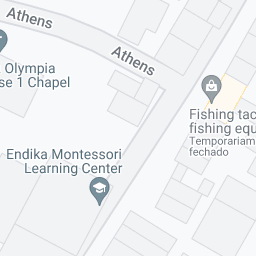 Athens
Athens
Olympia
se 1 Chapel
Fishing tac
fishing equ
Temporariam
fechado
Endika Montessori
Learning Center